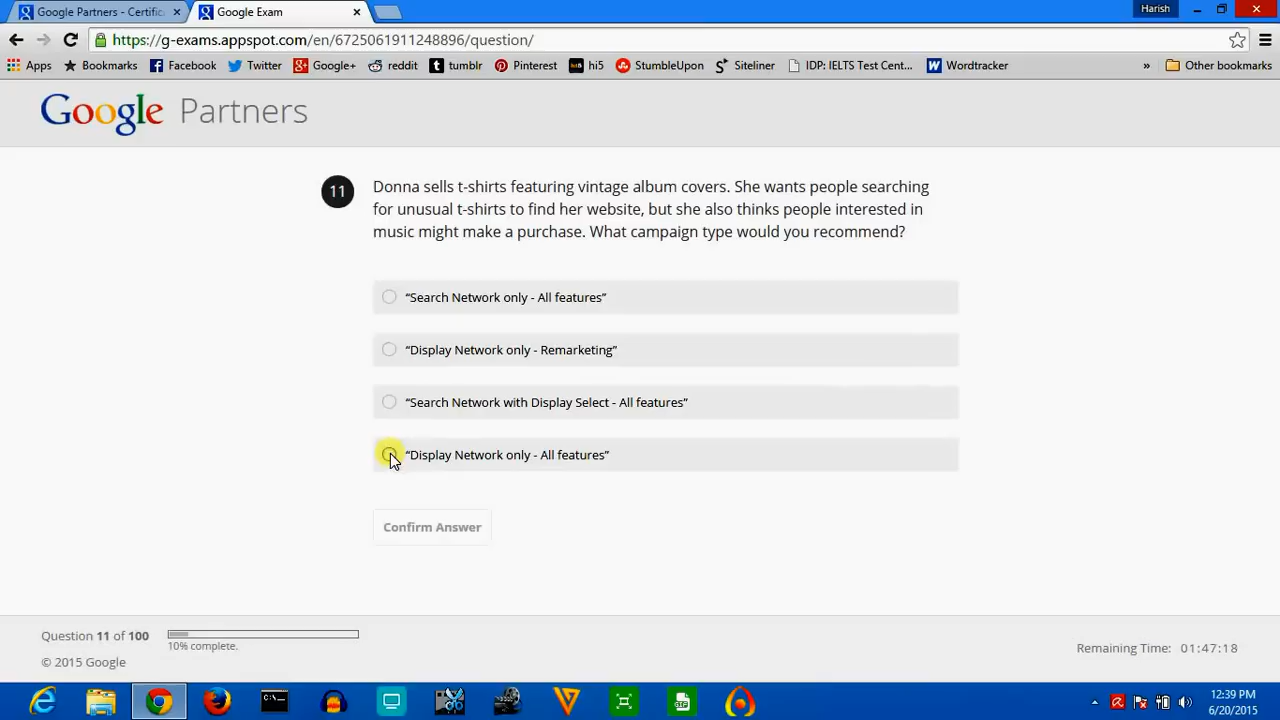 Google Partners - Certific
Google Exam
Harish
https://g-exams.appspot.com/en/6725061911248896/question/
Apps
Bookmarks
Facebook
Twitter
Google+
reddit
tumblr
Pinterest
hi5
StumbleUpon
Siteliner
IDP: IELTS Test Cent...
Wordtracker
»
Other bookmarks
Google Partners
11
Donna sells t-shirts featuring vintage album covers. She wants people searching
for unusual t-shirts to find her website, but she also thinks people interested in
music might make a purchase. What campaign type would you recommend?
“Search Network only - All features”
“Display Network only - Remarketing”
“Search Network with Display Select - All features”
“Display Network only - All features”
Confirm Answer
Question 11 of 100
10% complete.
© 2015 Google
Remaining Time: 01:47:18
12:39 PM
6/20/2015